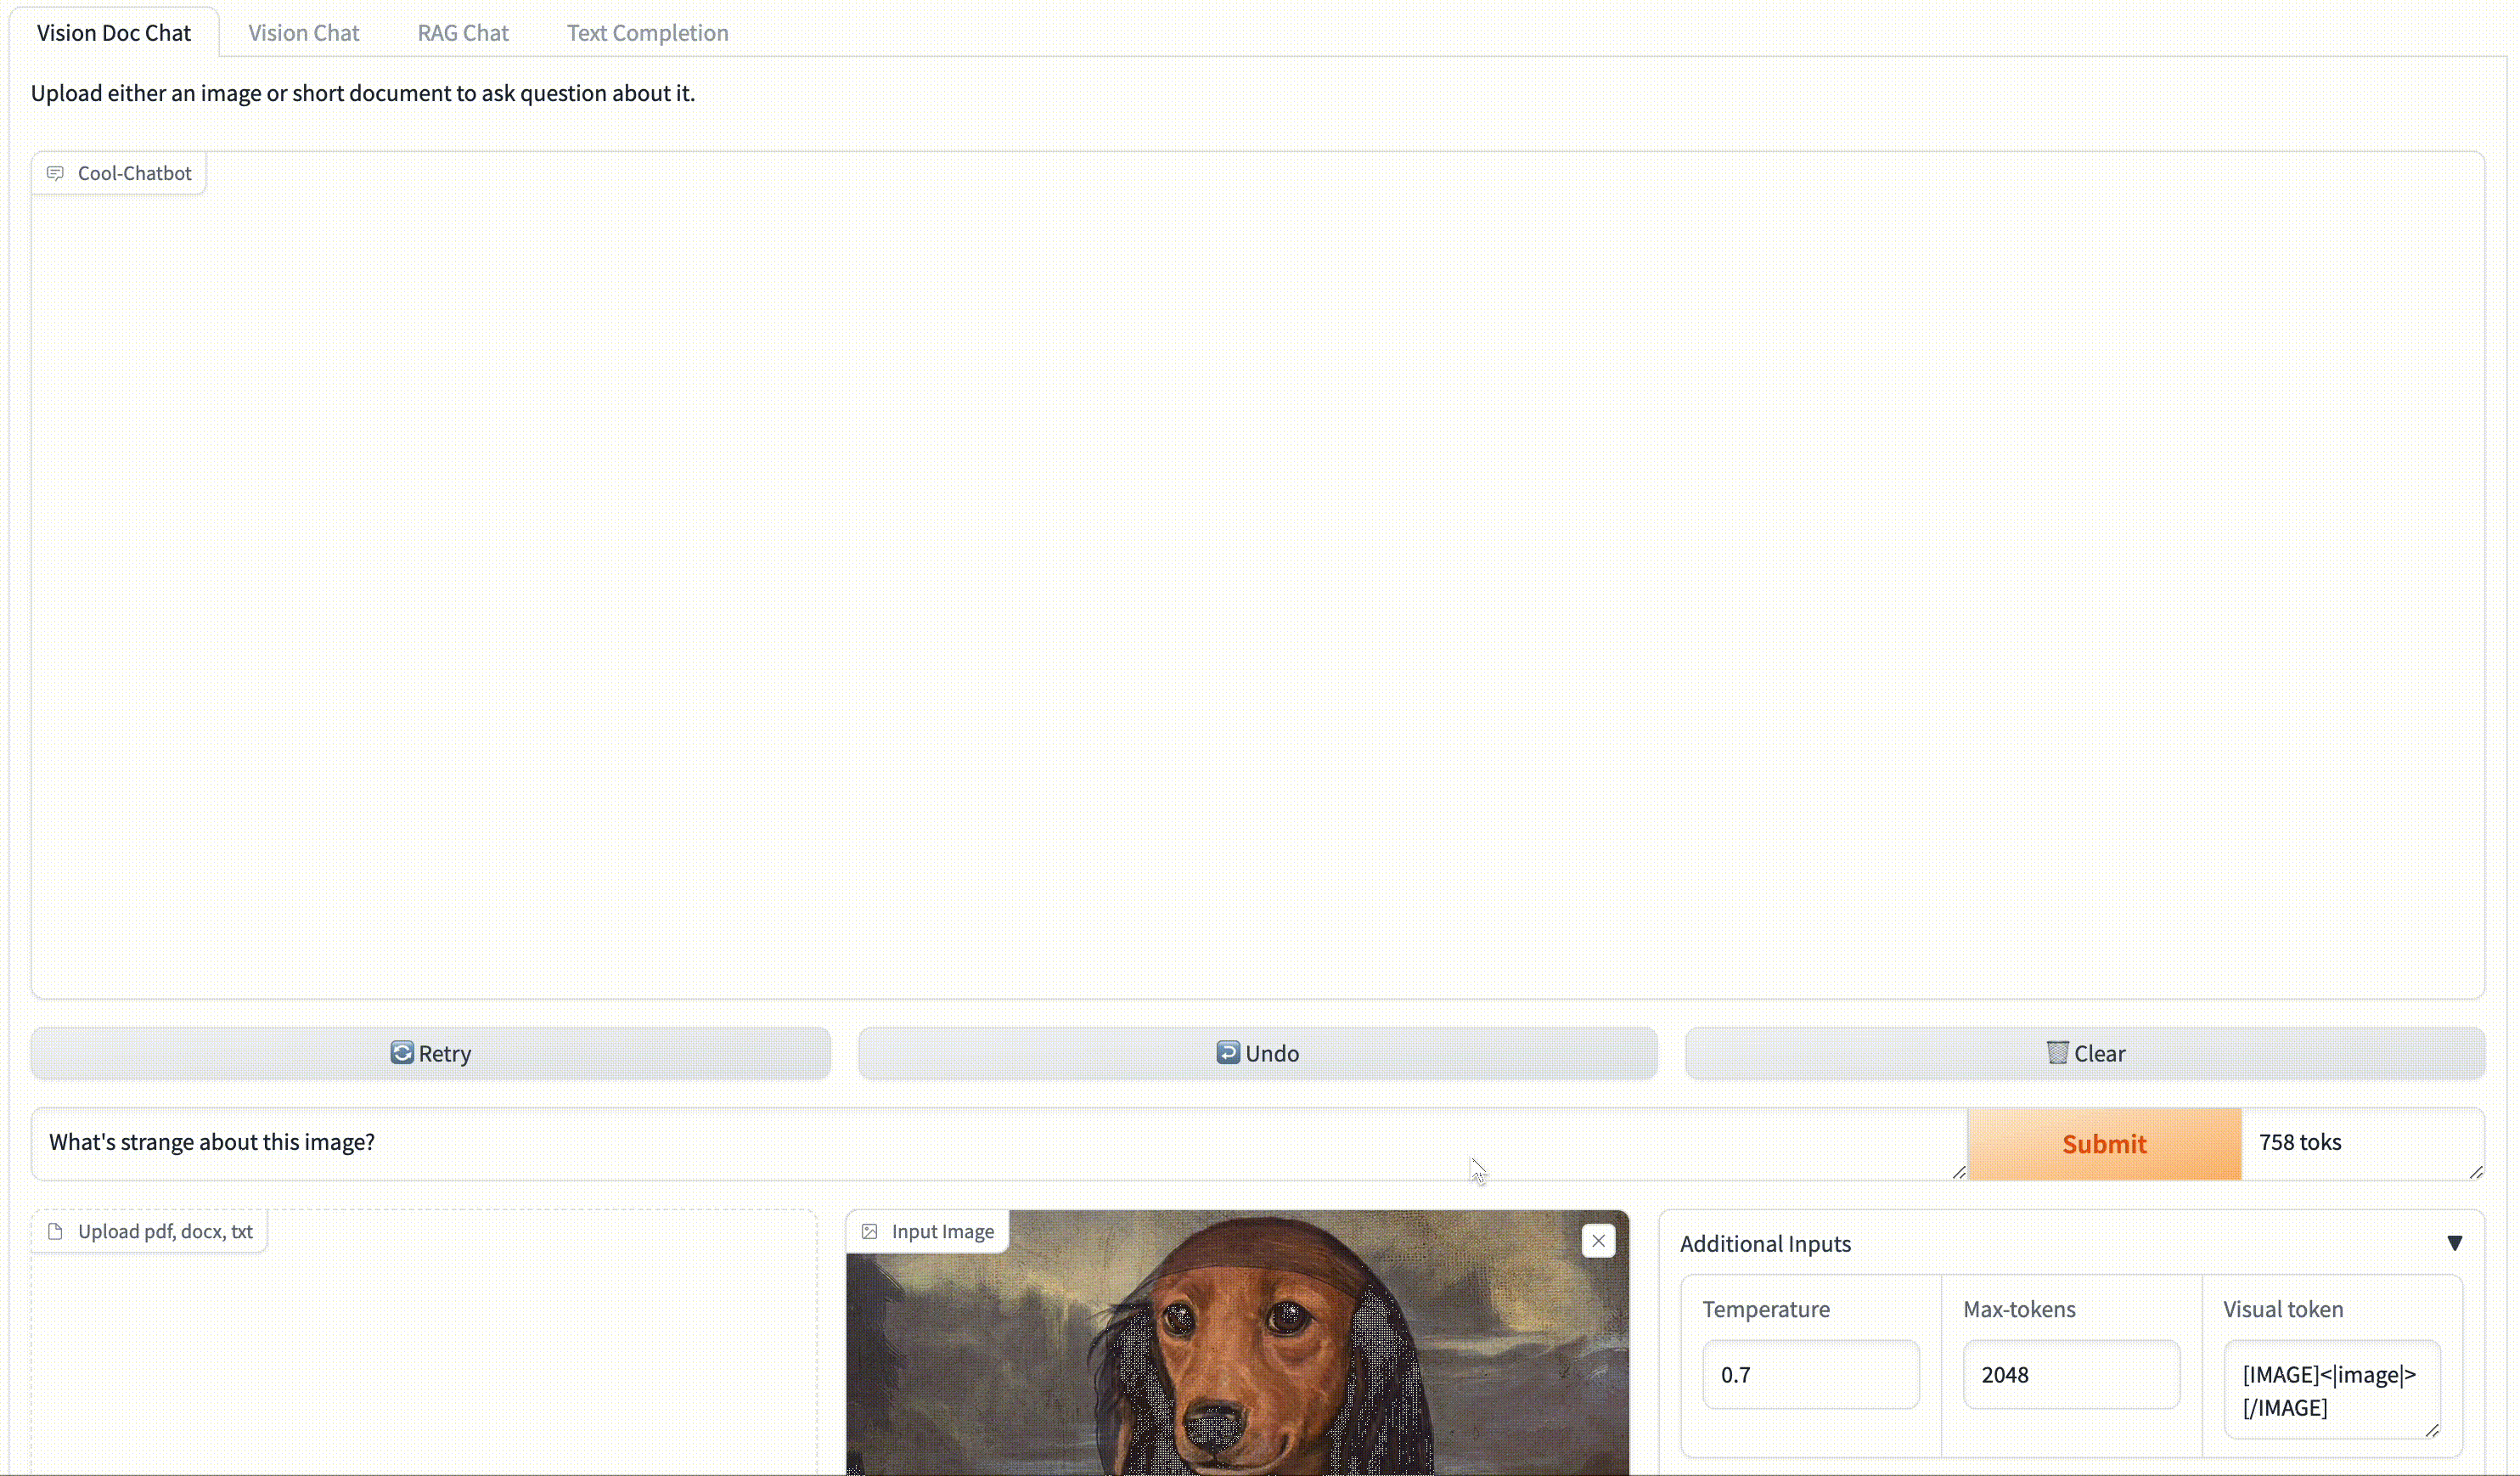 Vision Doc Chat Vision Chat RAG Chat Text Completion
Upload either an image or short document to ask question about it.
Cool-Chatbot
Retry Undo Clear
What's strange about this image? Submit 758 toks
Upload pdf, docx, txt Input Image Additional Inputs
Temperature Max-tokens Visual token
0.7 2048 [IMAGE]<|image|>
[/IMAGE]